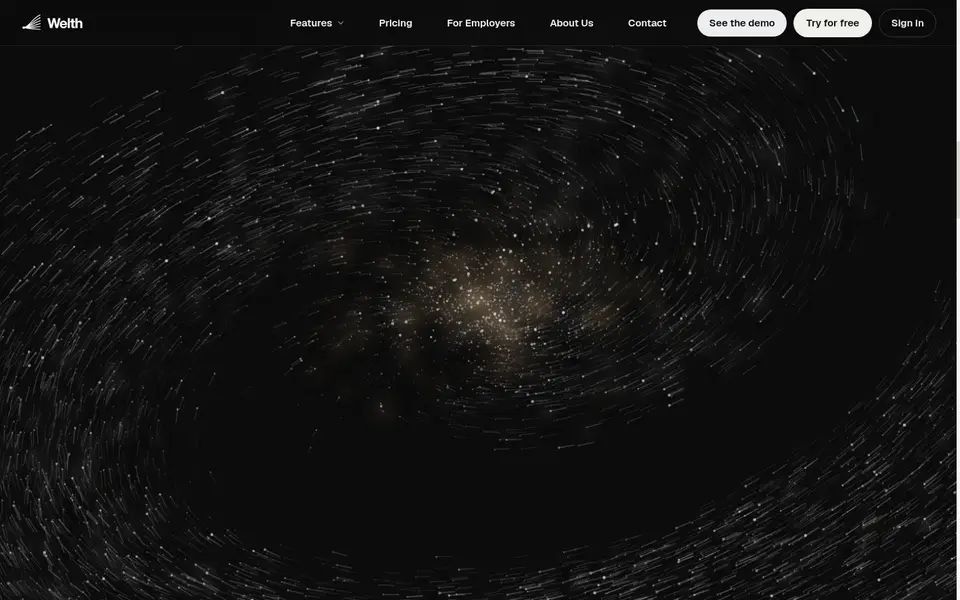 Welth
Features
Pricing
For Employers
About Us
Contact
See the demo
Try for free
Sign in